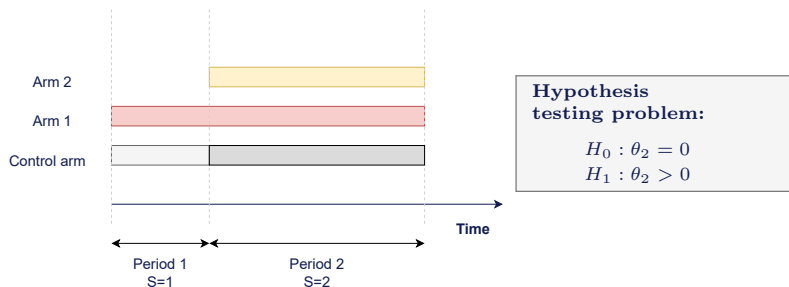 Arm 2
Arm 1
Control arm
Time
Period 1
S=1
Period 2
S=2
Hypothesis
testing problem:
H₀ : θ₂ = 0
H₁ : θ₂ > 0